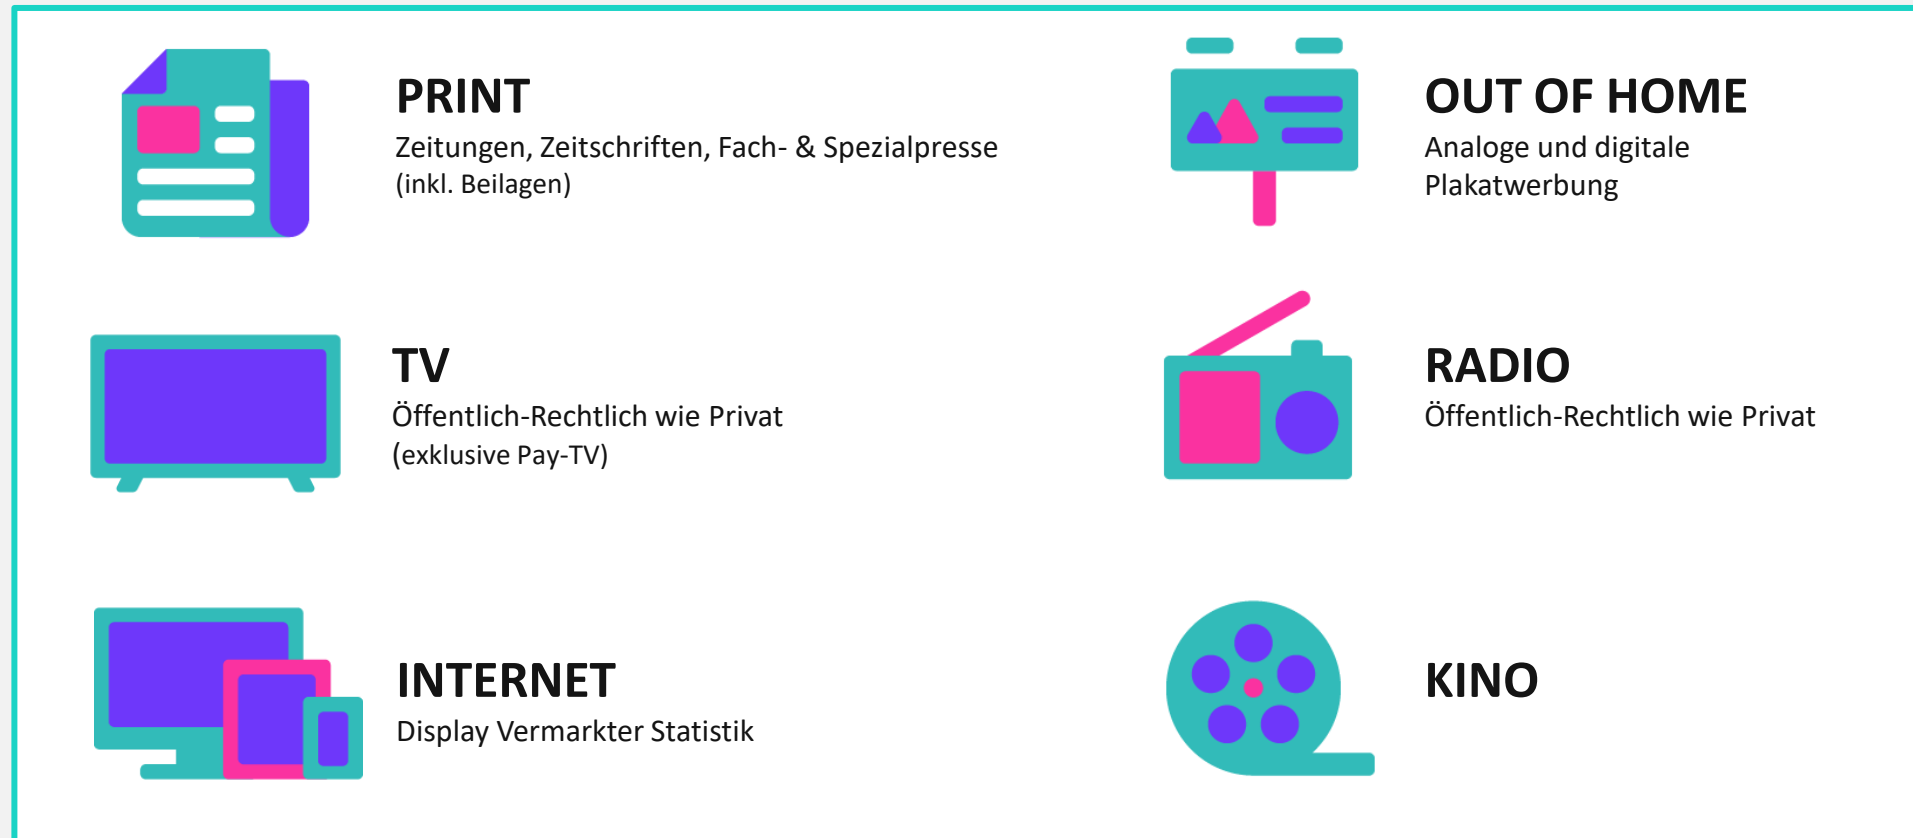 PRINT
Zeitungen, Zeitschriften, Fach- & Spezialpresse
(inkl. Beilagen)
OUT OF HOME
Analoge und digitale
Plakatwerbung
TV
Öffentlich-Rechtlich wie Privat
(exklusive Pay-TV)
RADIO
Öffentlich-Rechtlich wie Privat
INTERNET
Display Vermarkter Statistik
KINO